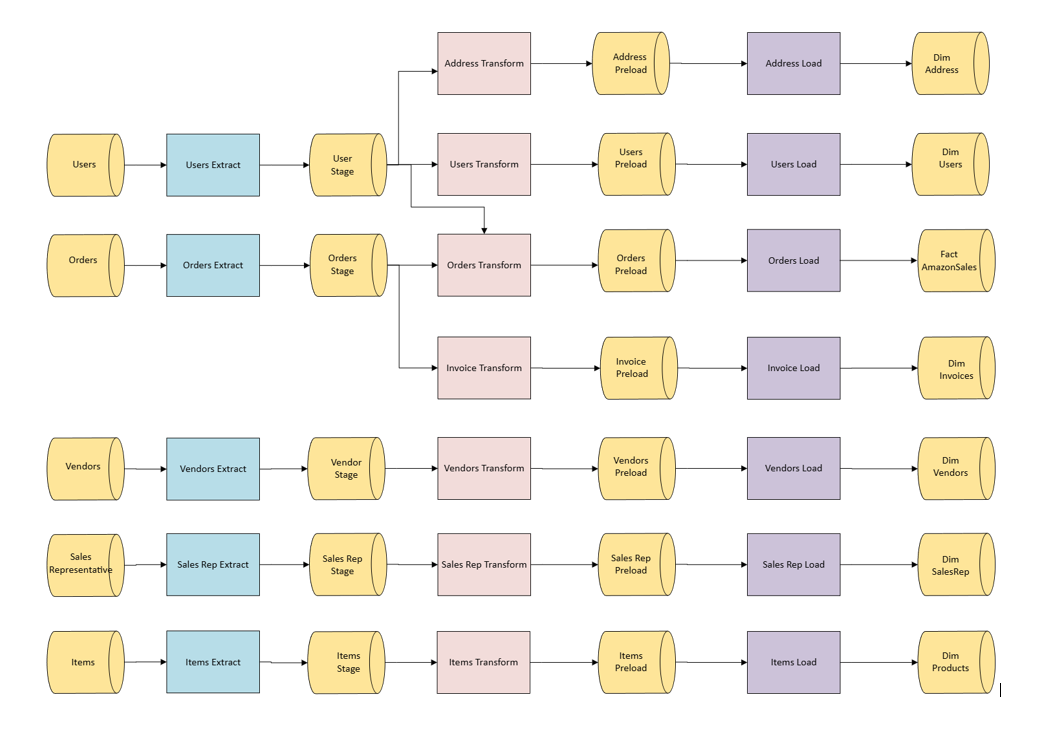 Address Transform
Address
Preload
Address Load
Dim
Address
Users
Users Extract
User
Stage
Users Transform
Users
Preload
Users Load
Dim
Users
Orders
Orders Extract
Orders
Stage
Orders Transform
Orders
Preload
Orders Load
Fact
AmazonSales
Invoice Transform
Invoice
Preload
Invoice Load
Dim
Invoices
Vendors
Vendors Extract
Vendor
Stage
Vendors Transform
Vendors
Preload
Vendors Load
Dim
Vendors
Sales
Representative
Sales Rep Extract
Sales Rep
Stage
Sales Rep Transform
Sales Rep
Preload
Sales Rep Load
Dim
SalesRep
Items
Items Extract
Items
Stage
Items Transform
Items
Preload
Items Load
Dim
Products